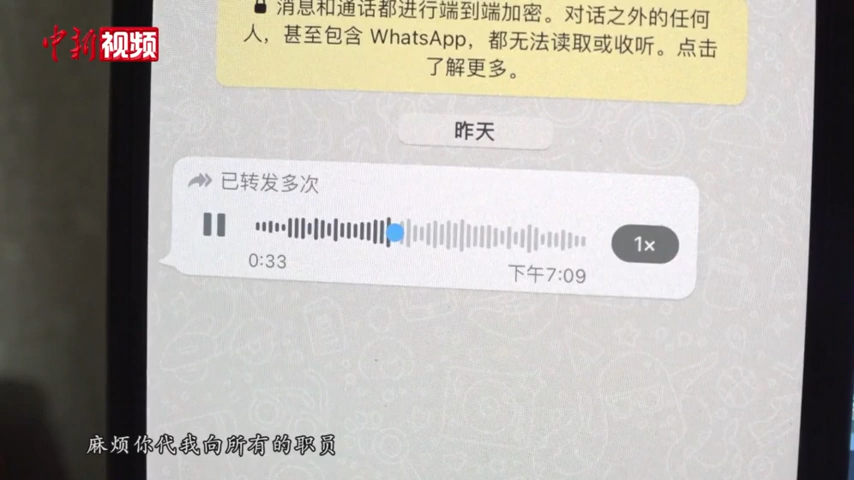 中新视频
消息和通话都进行端到端加密。对话之外的任何
人，甚至包含 WhatsApp，都无法读取或收听。点击
了解更多。
昨天
已转发多次
0:33
下午7:09
1×
麻烦你代我向所有的职员